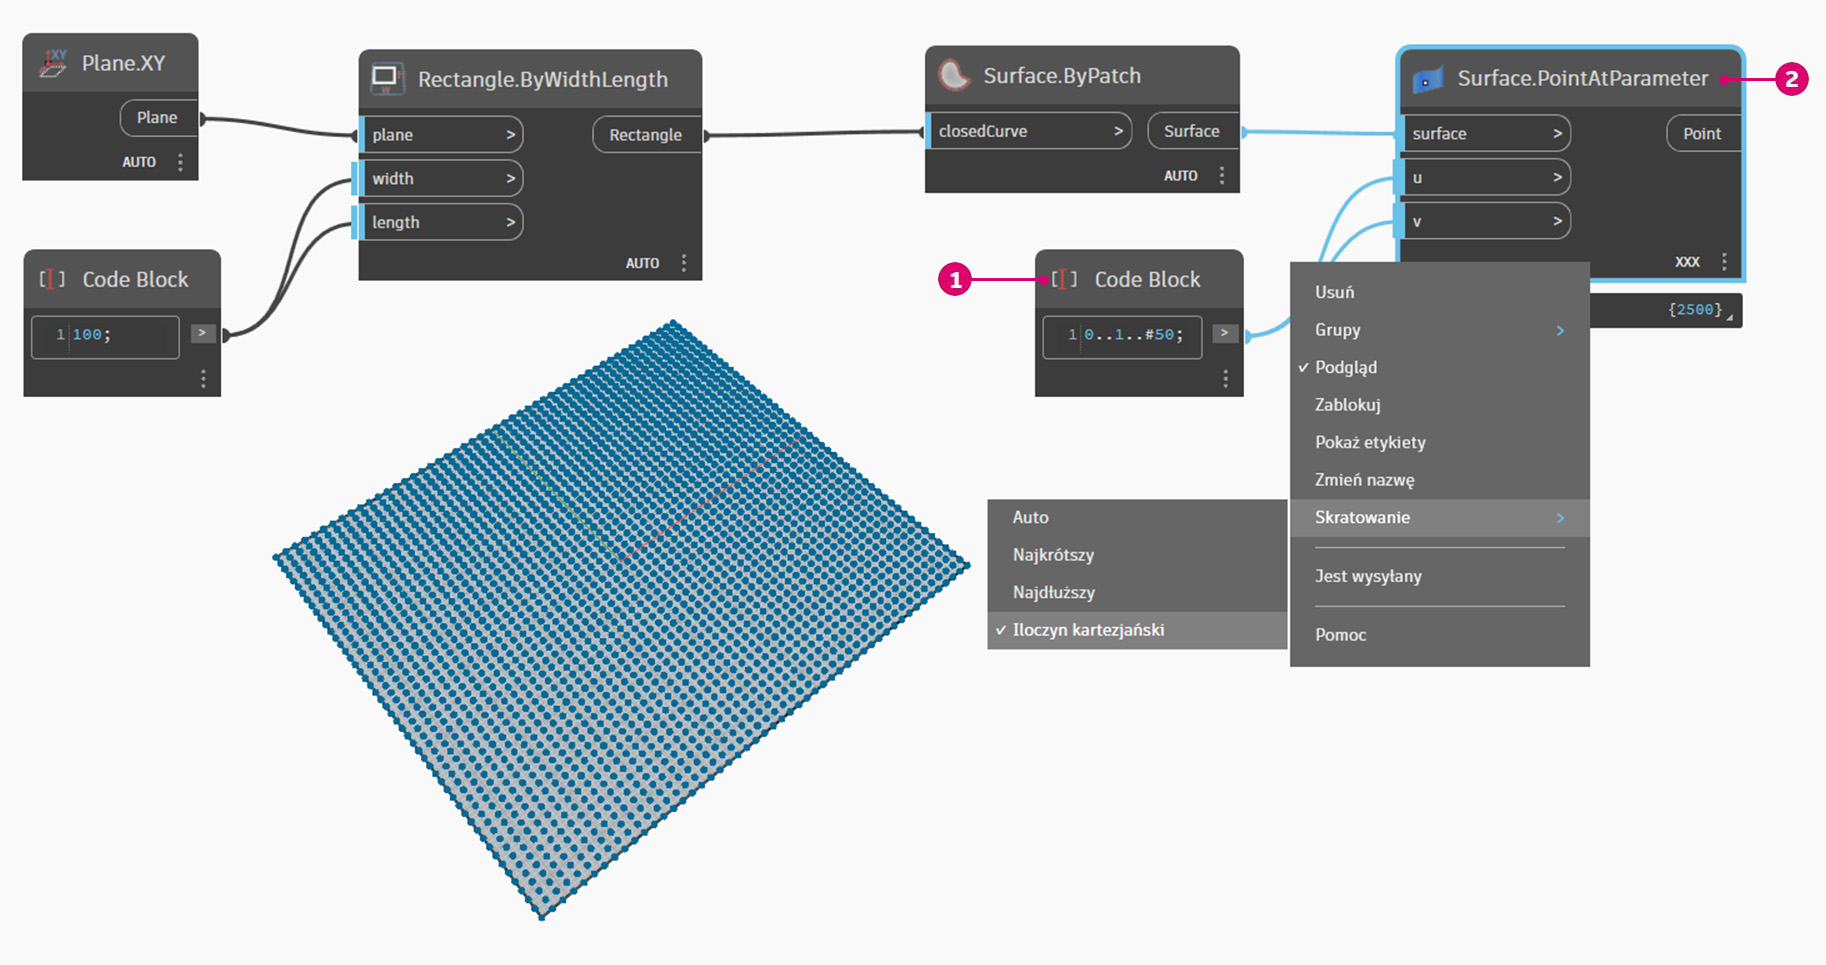 XY
Plane.XY
Plane
AUTO
W
Rectangle.ByWidthLength
plane >
Rectangle
width >
length >
AUTO
Surface.ByPatch
closedCurve >
Surface
AUTO
Surface.PointAtParameter
2
surface >
Point
u >
v >
XXX
{2500}
[I] Code Block
1 100;
>
1
[I] Code Block
1 0..1..#50;
>
Usuń
Grupy >
✓ Podgląd
Zablokuj
Pokaż etykiety
Zmień nazwę
Skratowanie >
Jest wysyłany
Pomoc
Auto
Najkrótszy
Najdłuższy
✓ Iloczyn kartezjański